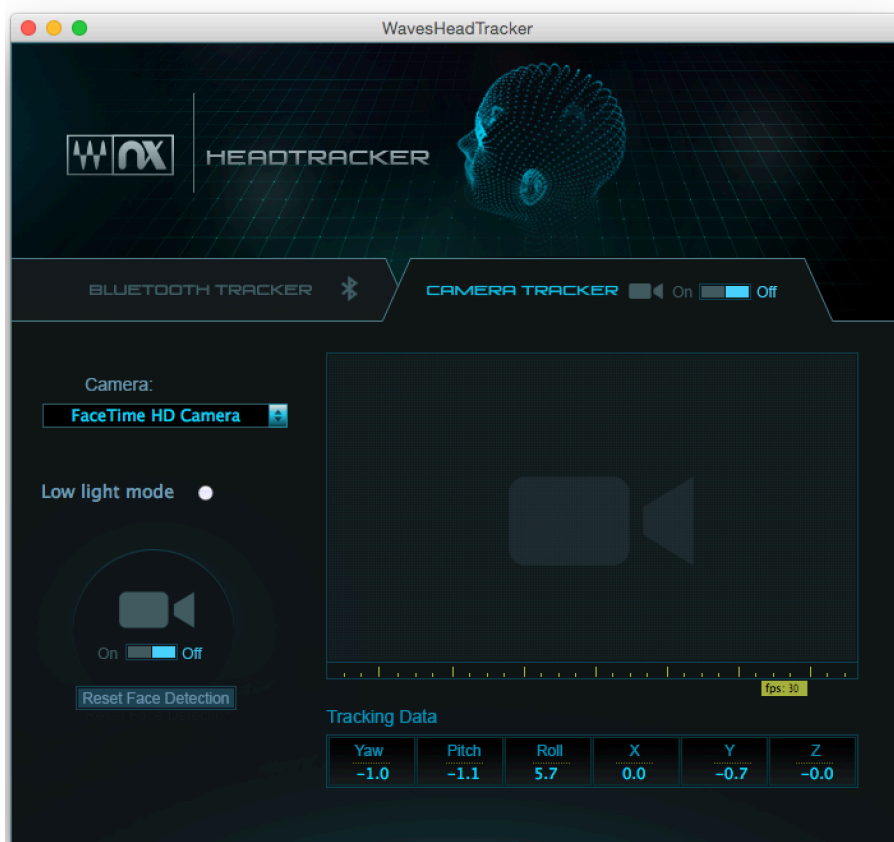 WavesHeadTracker
NX HEADTRACKER
BLUETOOTH TRACKER
CAMERA TRACKER On Off
Camera:
FaceTime HD Camera
Low light mode
On Off
Reset Face Detection
fps: 30
Tracking Data
Yaw Pitch Roll X Y Z
−1.0 −1.1 5.7 0.0 −0.7 −0.0